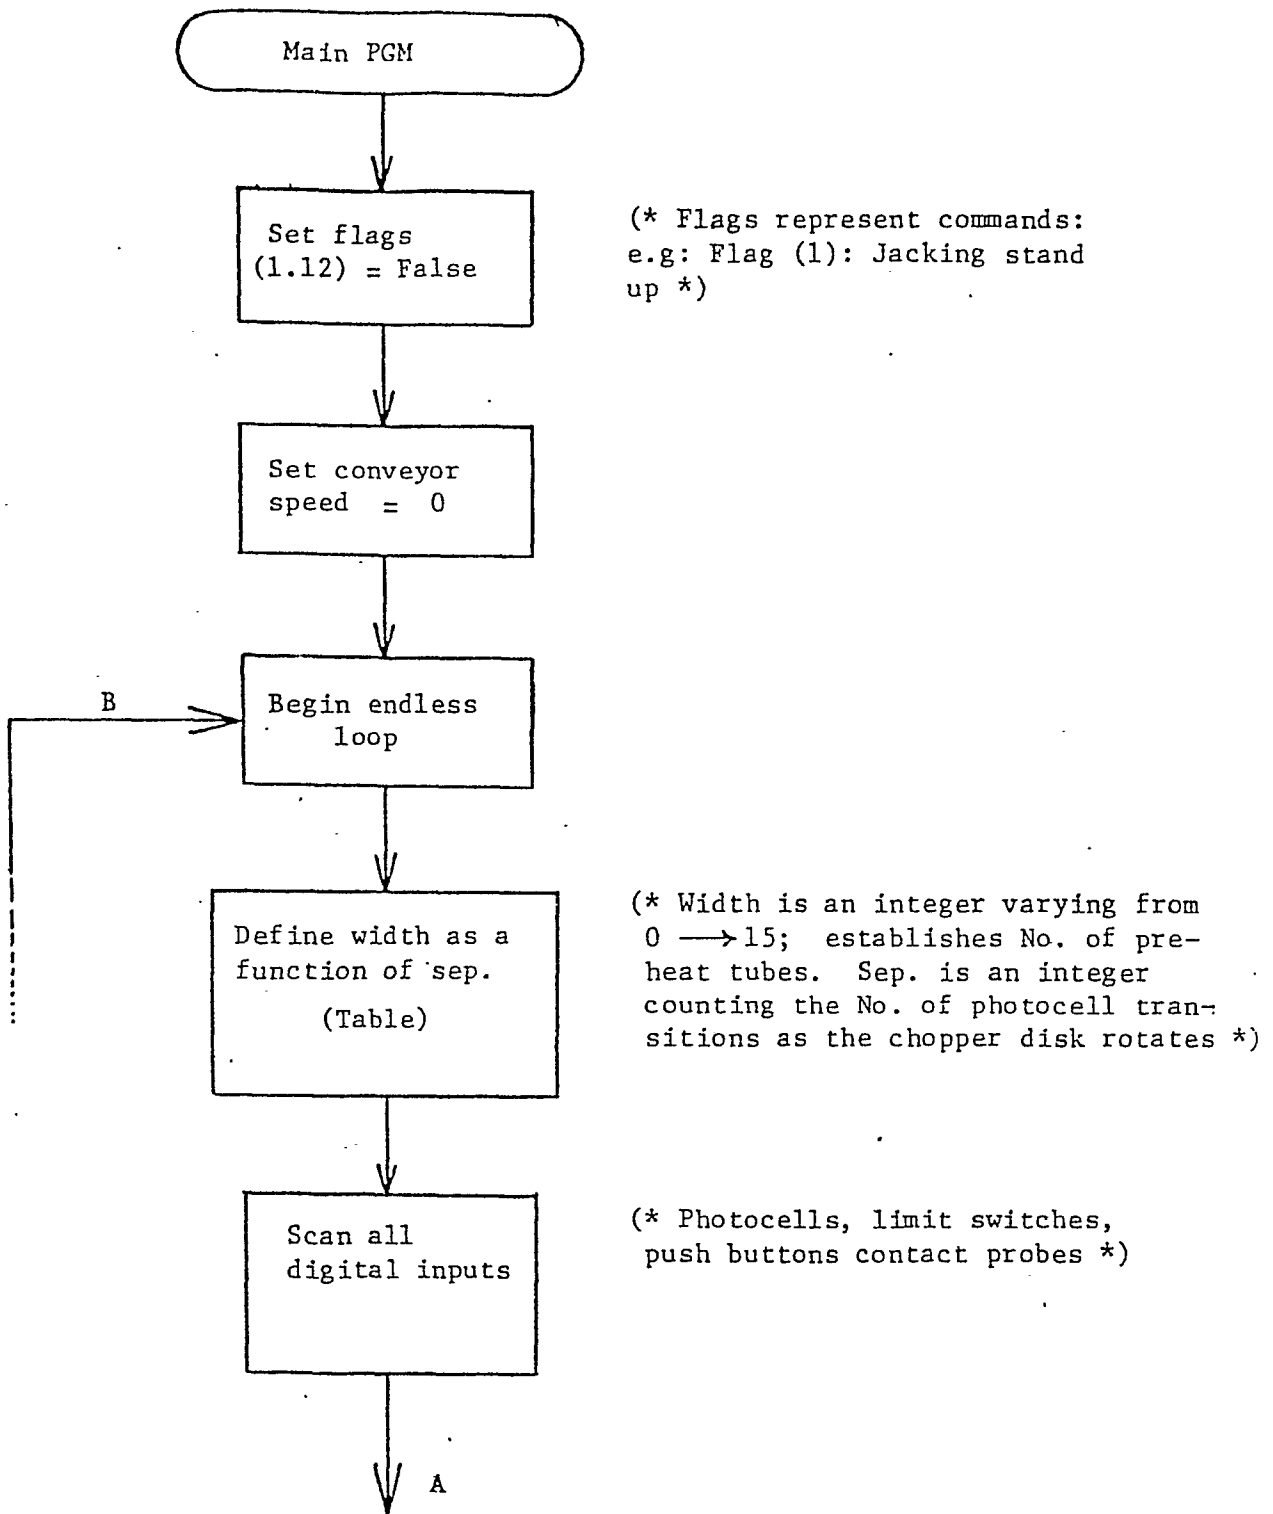 Main PGM
Set flags
(1.12) = False
(* Flags represent commands:
e.g: Flag (1): Jacking stand
up *)
Set conveyor
speed = 0
B
Begin endless
loop
Define width as a
function of sep.
(Table)
(* Width is an integer varying from
0 ⟶ 15; establishes No. of pre-
heat tubes. Sep. is an integer
counting the No. of photocell tran-
sitions as the chopper disk rotates *)
Scan all
digital inputs
(* Photocells, limit switches,
push buttons contact probes *)
A